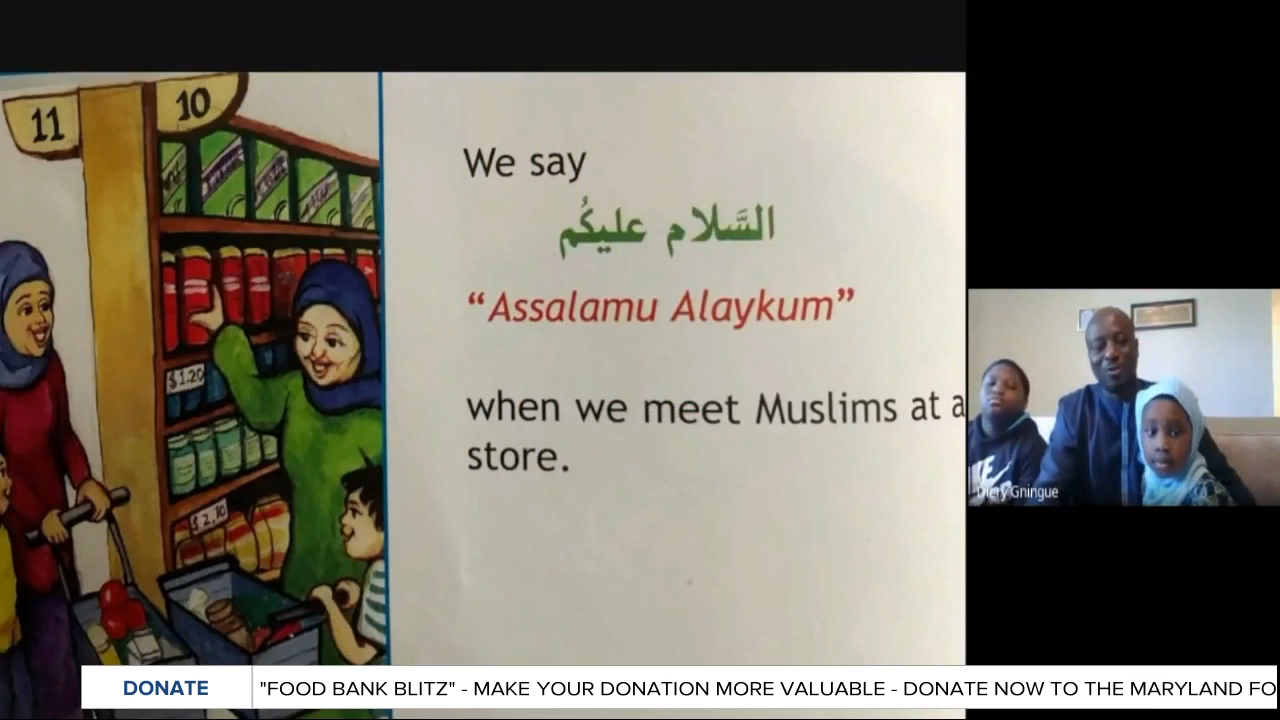 11
10
We say
السَّلام عليكُم
"Assalamu Alaykum"
when we meet Muslims at a
store.
$1.20
$2.10
Diery Gningue
DONATE
"FOOD BANK BLITZ" - MAKE YOUR DONATION MORE VALUABLE - DONATE NOW TO THE MARYLAND FO